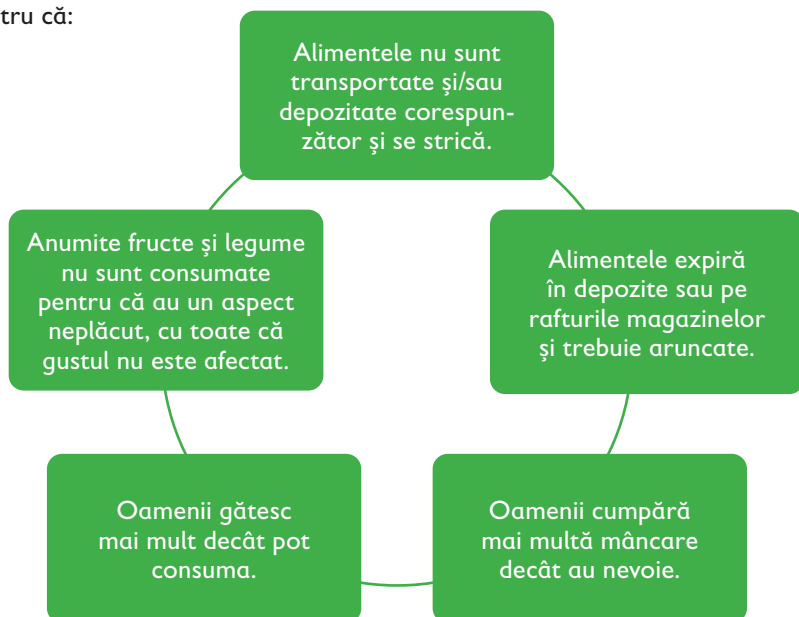 tru că:
Alimentele nu sunt
transportate și/sau
depozitate corespun-
zător și se strică.
Anumite fructe și legume
nu sunt consumate
pentru că au un aspect
neplăcut, cu toate că
gustul nu este afectat.
Alimentele expiră
în depozite sau pe
rafturile magazinelor
și trebuie aruncate.
Oamenii gătesc
mai mult decât pot
consuma.
Oamenii cumpără
mai multă mâncare
decât au nevoie.